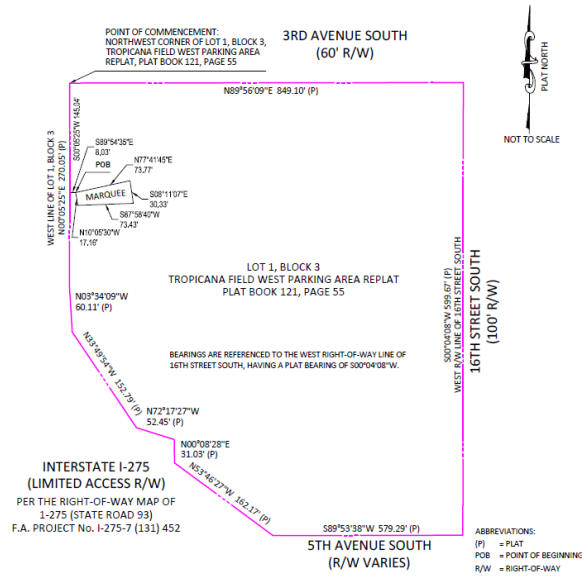 POINT OF COMMENCEMENT:
NORTHWEST CORNER OF LOT 1, BLOCK 3,
TROPICANA FIELD WEST PARKING AREA
REPLAT, PLAT BOOK 121, PAGE 55
3RD AVENUE SOUTH
(60' R/W)
PLAT NORTH
NOT TO SCALE
N89°56'09"E 849.10' (P)
WEST LINE OF LOT 1, BLOCK 3
N00°05'25"E 270.05' (P)
S00°05'25"W 145.04'
S89°54'35"E
8.03'
POB
N77°41'45"E
73.77'
MARQUEE
S08°11'07"E
30.33'
S87°58'40"W
73.43'
N10°05'30"W
17.16'
LOT 1, BLOCK 3
TROPICANA FIELD WEST PARKING AREA REPLAT
PLAT BOOK 121, PAGE 55
N03°34'09"W
60.11' (P)
N33°49'54"W 152.79' (P)
BEARINGS ARE REFERENCED TO THE WEST RIGHT-OF-WAY LINE OF
16TH STREET SOUTH, HAVING A PLAT BEARING OF S00°04'08"W.
S00°04'08"W 599.67' (P)
WEST R/W LINE OF 16TH STREET SOUTH
16TH STREET SOUTH
(100' R/W)
N72°17'27"W
52.45' (P)
N00°08'28"E
31.03' (P)
N53°46'27"W 162.17' (P)
INTERSTATE I-275
(LIMITED ACCESS R/W)
PER THE RIGHT-OF-WAY MAP OF
1-275 (STATE ROAD 93)
F.A. PROJECT No. I-275-7 (131) 452
S89°53'38"W 579.29' (P)
5TH AVENUE SOUTH
(R/W VARIES)
ABBREVIATIONS:
(P) = PLAT
POB = POINT OF BEGINNING
R/W = RIGHT-OF-WAY